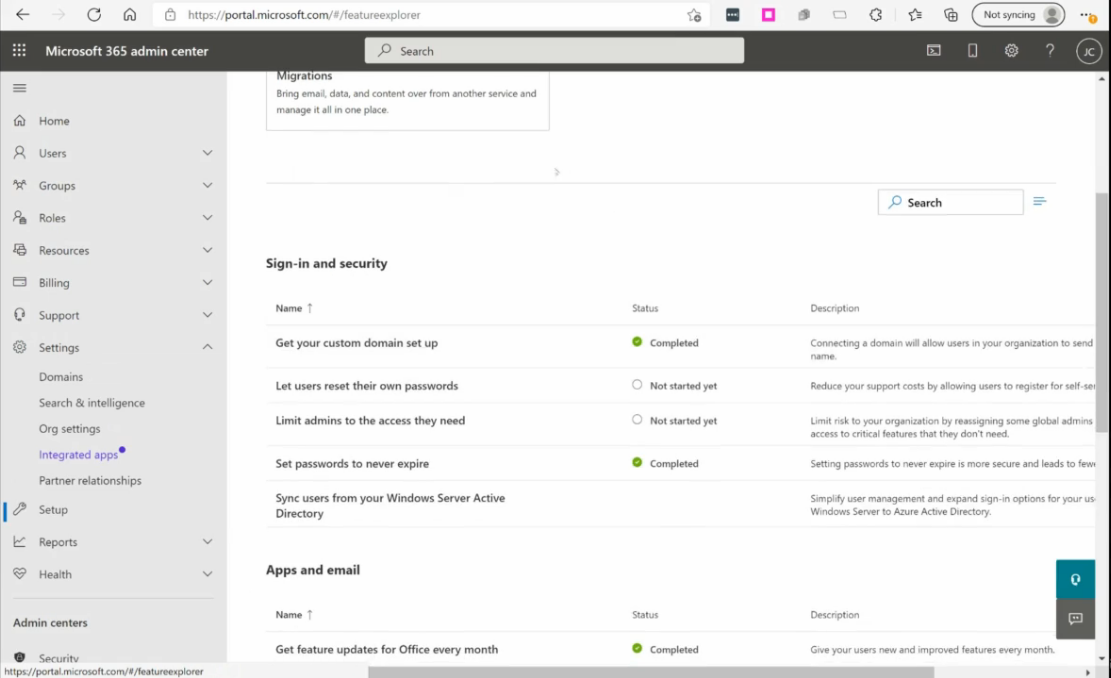 https://portal.microsoft.com/#/featureexplorer
Not syncing
Microsoft 365 admin center
Search
JC
Home
Users
Groups
Roles
Resources
Billing
Support
Settings
Domains
Search & intelligence
Org settings
Integrated apps
Partner relationships
Setup
Reports
Health
Admin centers
Security
https://portal.microsoft.com/#/featureexplorer
Migrations
Bring email, data, and content over from another service and
manage it all in one place.
Search
Sign-in and security
Name ↑ Status Description
Get your custom domain set up Completed Connecting a domain will allow users in your organization to send
name.
Let users reset their own passwords Not started yet Reduce your support costs by allowing users to register for self-ser
Limit admins to the access they need Not started yet Limit risk to your organization by reassigning some global admins
access to critical features that they don't need.
Set passwords to never expire Completed Setting passwords to never expire is more secure and leads to fewe
Sync users from your Windows Server Active Simplify user management and expand sign-in options for your us
Directory Windows Server to Azure Active Directory.
Apps and email
Name ↑ Status Description
Get feature updates for Office every month Completed Give your users new and improved features every month.